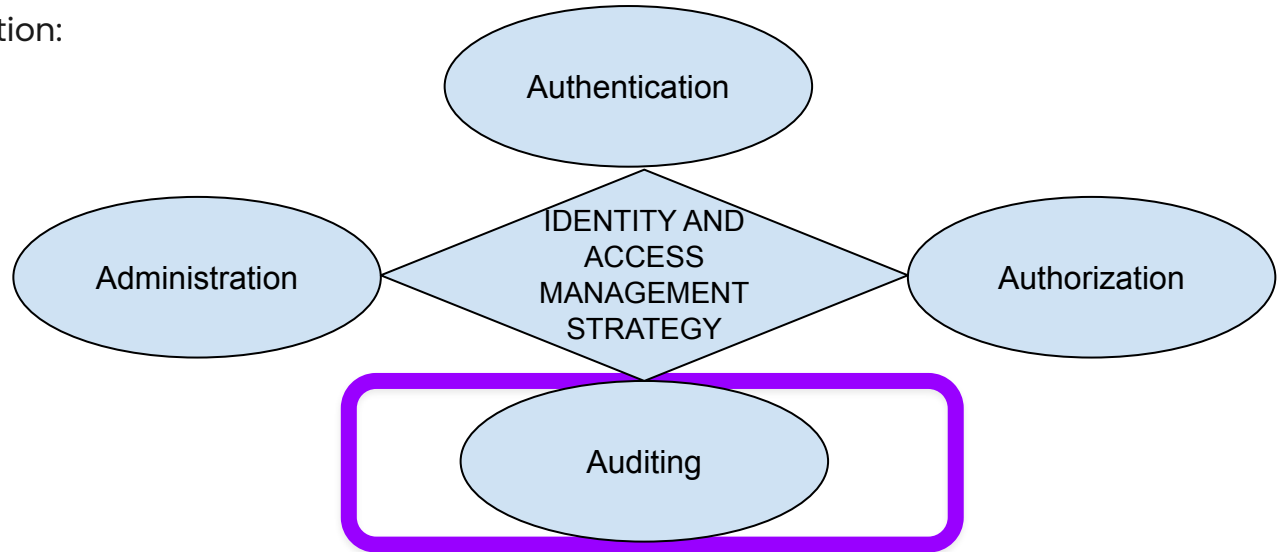 tion:
Authentication
IDENTITY AND
ACCESS
MANAGEMENT
STRATEGY
Administration
Authorization
Auditing